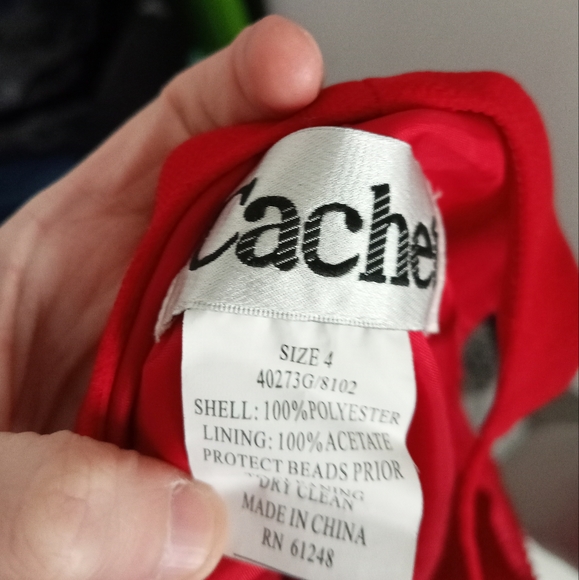 Cache
SIZE 4
40273G/8102
SHELL: 100%POLYESTER
LINING: 100%ACETATE
PROTECT BEADS PRIOR
CLEANING
DRY CLEAN
MADE IN CHINA
RN 61248